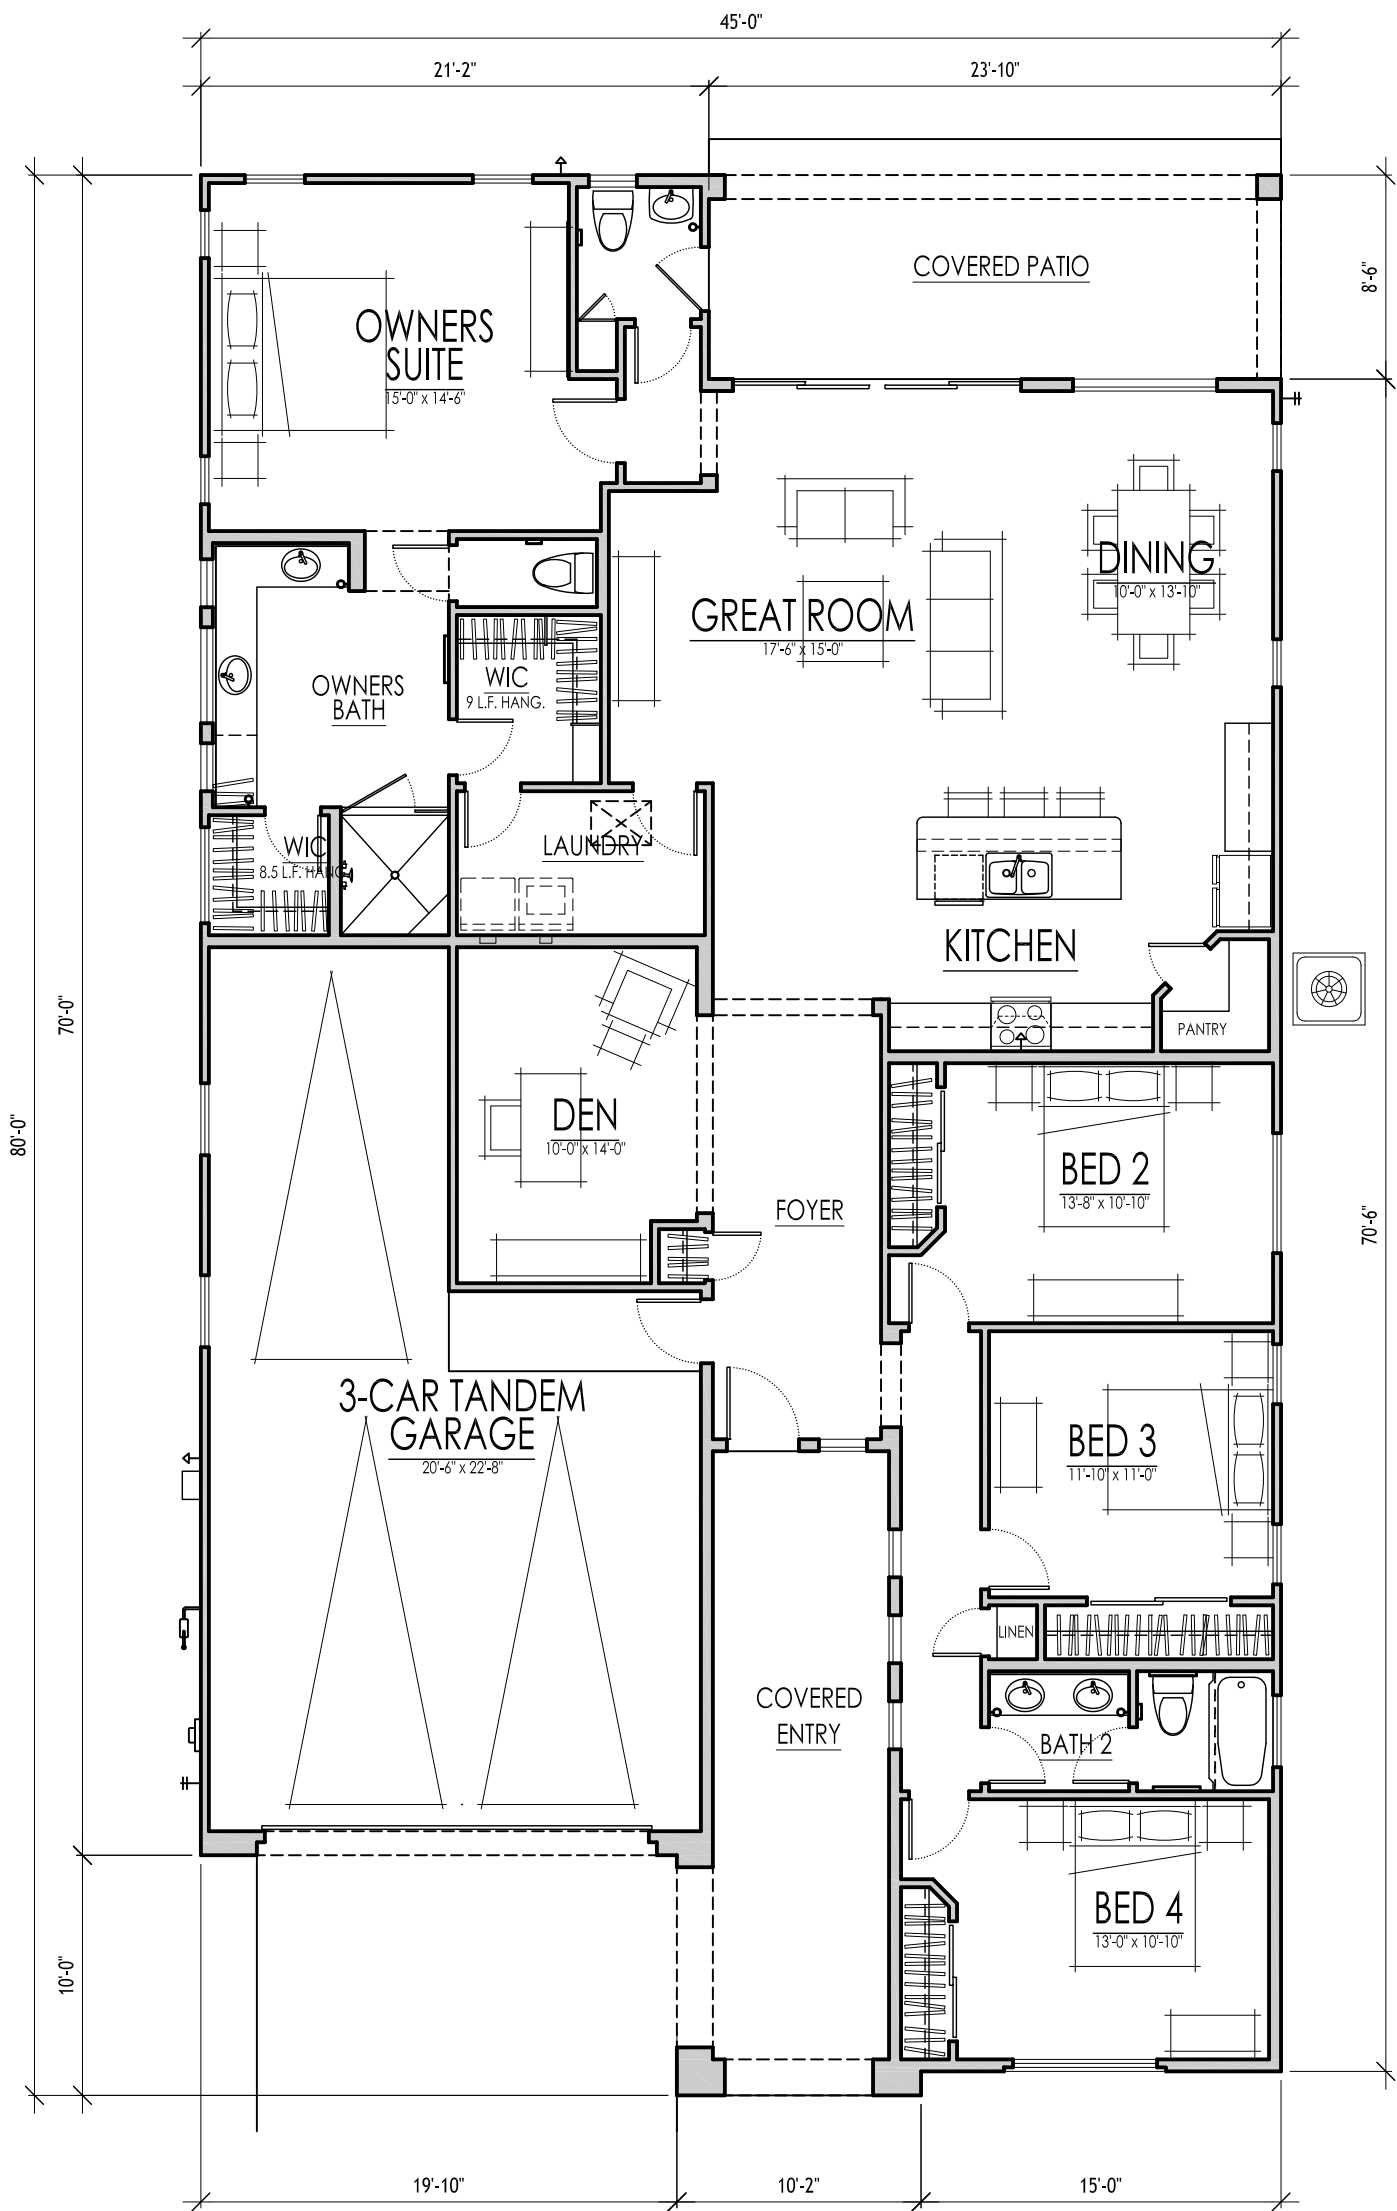 45'-0"
21'-2"
23'-10"
COVERED PATIO
8'-6"
OWNERS
SUITE
15'-0" x 14'-6"
DINING
10'-0" x 13'-10"
GREAT ROOM
17'-6" x 15'-0"
OWNERS
BATH
WIC
9 L.F. HANG.
WIC
8.5 L.F. HANG.
LAUNDRY
KITCHEN
PANTRY
70'-0"
80'-0"
DEN
10'-0" x 14'-0"
BED 2
13'-8" x 10'-10"
FOYER
70'-6"
3-CAR TANDEM
GARAGE
20'-6" x 22'-8"
BED 3
11'-10" x 11'-0"
LINEN
COVERED
ENTRY
BATH 2
BED 4
13'-0" x 10'-10"
10'-0"
19'-10"
10'-2"
15'-0"